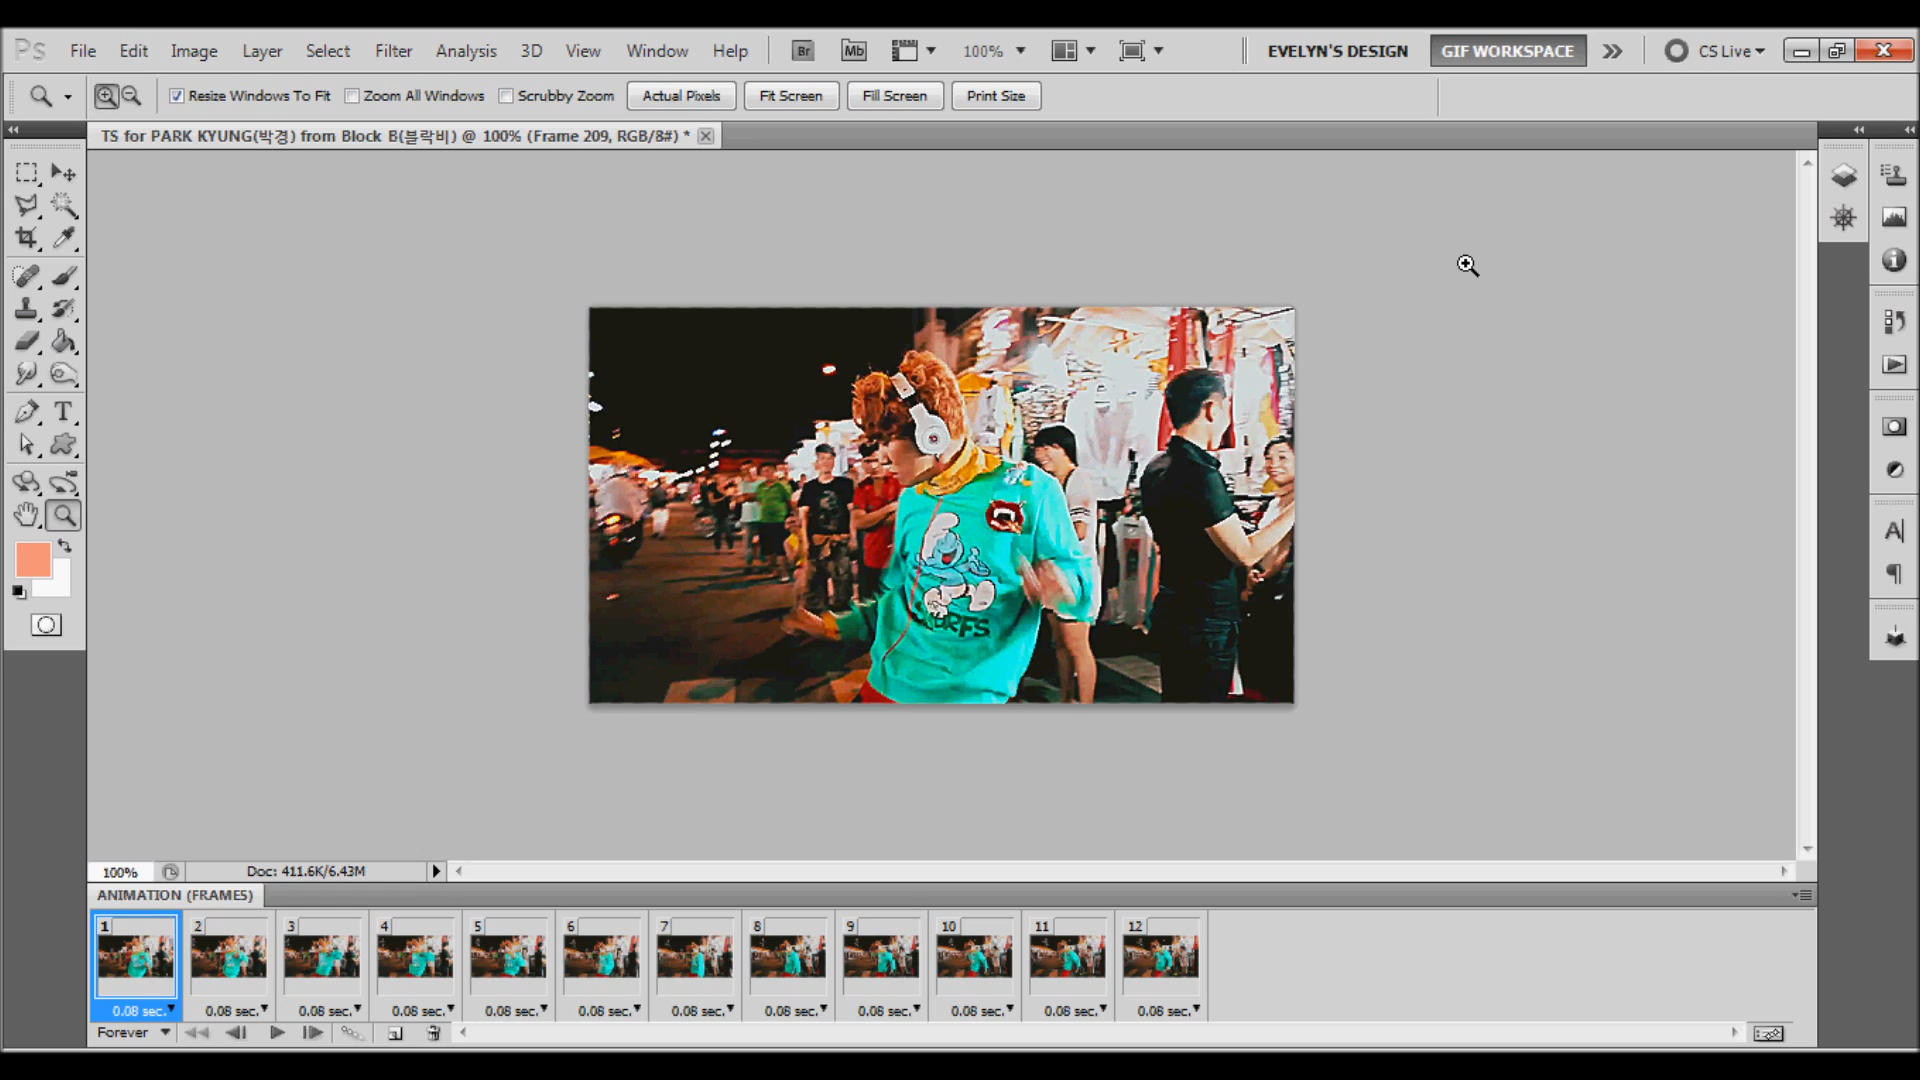 Ps File Edit Image Layer Select Filter Analysis 3D View Window Help Br Mb 100% EVELYN'S DESIGN GIF WORKSPACE CS Live
Resize Windows To Fit Zoom All Windows Scrubby Zoom Actual Pixels Fit Screen Fill Screen Print Size
TS for PARK KYUNG(박경) from Block B(블락비) @ 100% (Frame 209, RGB/8#) *
100% Doc: 411.6K/6.43M
ANIMATION (FRAMES)
1 2 3 4 5 6 7 8 9 10 11 12
0.08 sec. 0.08 sec. 0.08 sec. 0.08 sec. 0.08 sec. 0.08 sec. 0.08 sec. 0.08 sec. 0.08 sec. 0.08 sec. 0.08 sec. 0.08 sec.
Forever